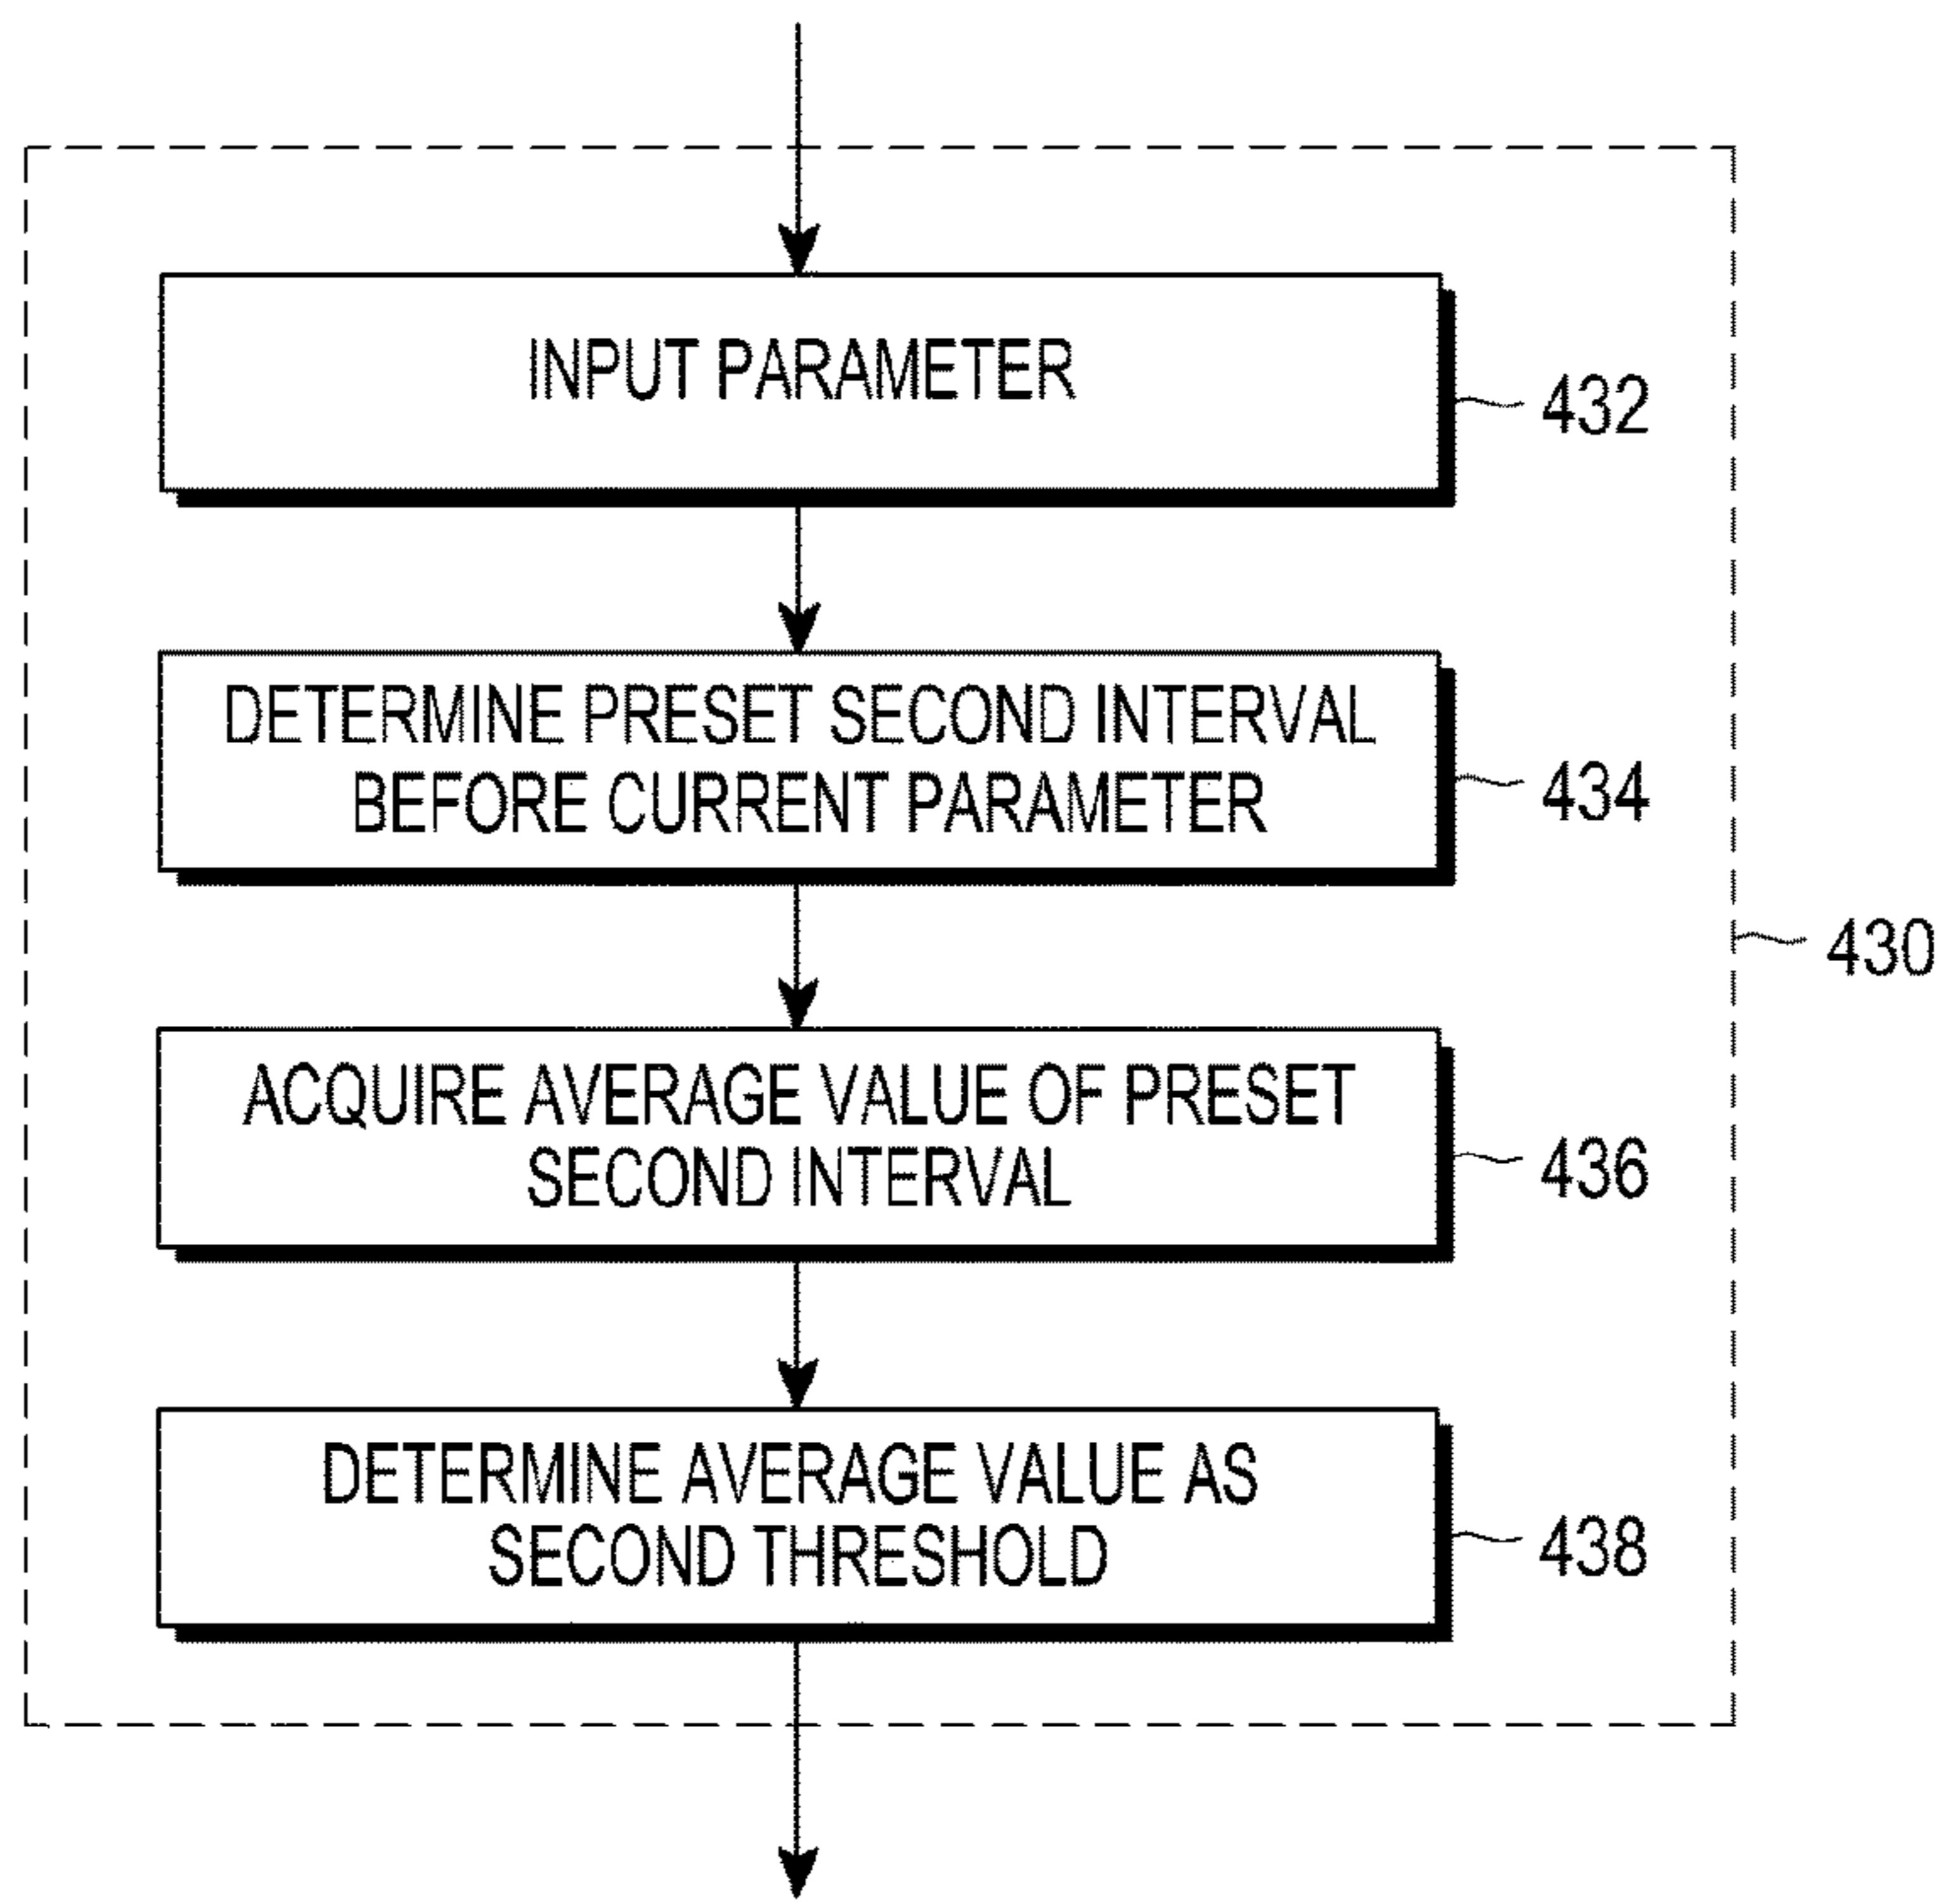 INPUT PARAMETER
432
DETERMINE PRESET SECOND INTERVAL
BEFORE CURRENT PARAMETER
434
430
ACQUIRE AVERAGE VALUE OF PRESET
SECOND INTERVAL
436
DETERMINE AVERAGE VALUE AS
SECOND THRESHOLD
438